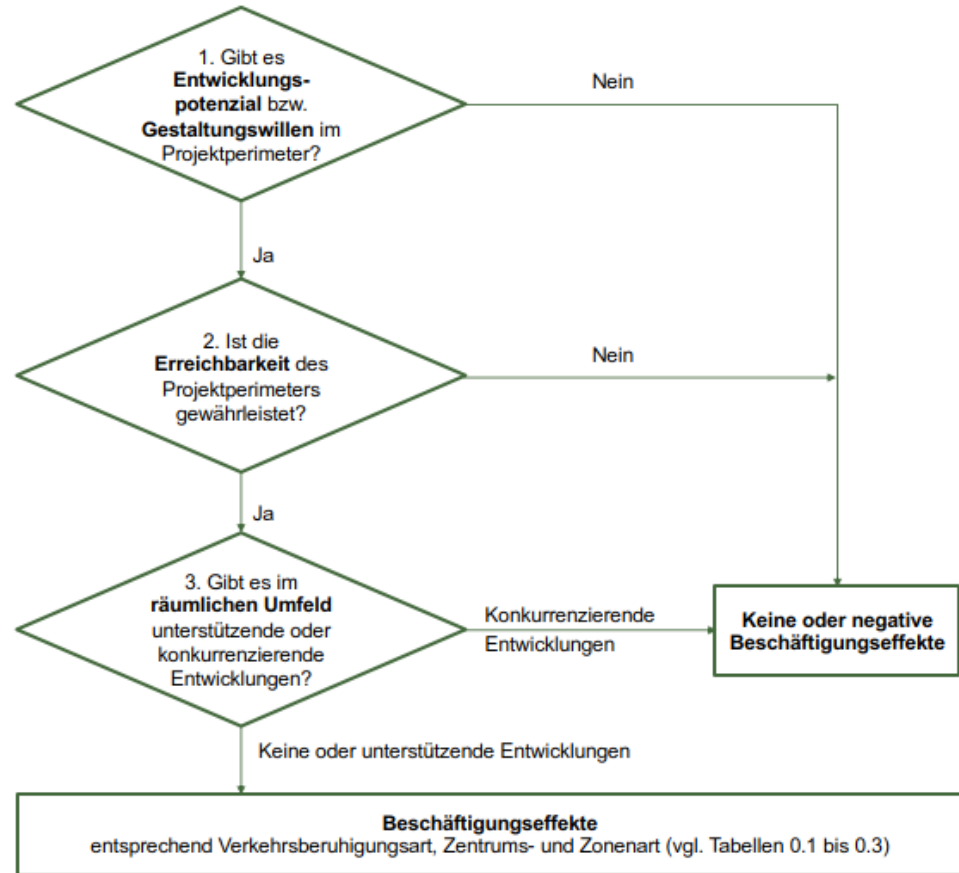 1. Gibt es
Entwicklungs-
potenzial bzw.
Gestaltungswillen im
Projektperimeter?
Nein
Ja
2. Ist die
Erreichbarkeit des
Projektperimeters
gewährleistet?
Nein
Ja
3. Gibt es im
räumlichen Umfeld
unterstützende oder
konkurrenzierende
Entwicklungen?
Konkurrenzierende
Entwicklungen
Keine oder negative
Beschäftigungseffekte
Keine oder unterstützende Entwicklungen
Beschäftigungseffekte
entsprechend Verkehrsberuhigungsart, Zentrums- und Zonenart (vgl. Tabellen 0.1 bis 0.3)